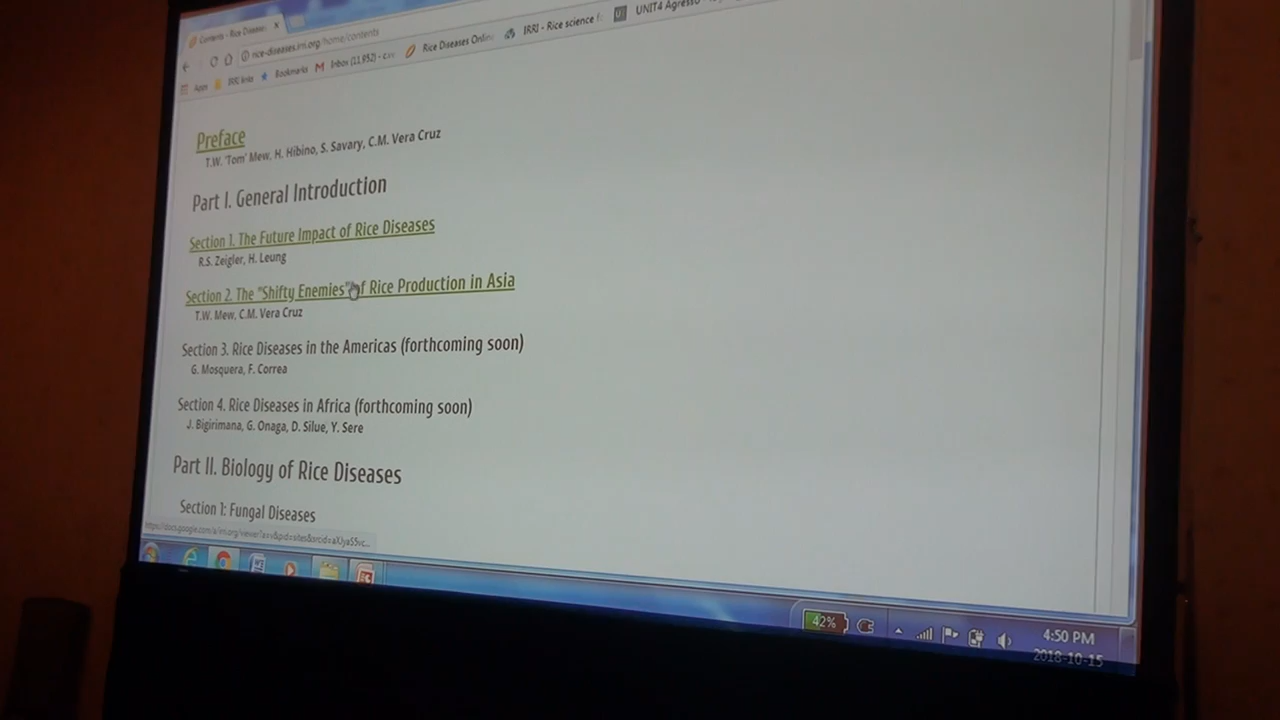 Contents - Rice Diseases
rice-diseases.irri.org/home/contents
Apps IRRI links Bookmarks Inbox (11,952) - Rice Diseases Online IRRI - Rice science f UNIT4 Agresso
Preface
T.W. 'Tom' Mew, H. Hibino, S. Savary, C.M. Vera Cruz
Part I. General Introduction
Section 1. The Future Impact of Rice Diseases
R.S. Zeigler, H. Leung
Section 2. The "Shifty Enemies" of Rice Production in Asia
T.W. Mew, C.M. Vera Cruz
Section 3. Rice Diseases in the Americas (forthcoming soon)
G. Mosquera, F. Correa
Section 4. Rice Diseases in Africa (forthcoming soon)
J. Bigirimana, G. Onaga, D. Silue, Y. Sere
Part II. Biology of Rice Diseases
Section 1: Fungal Diseases
42%
4:50 PM
2018-10-15